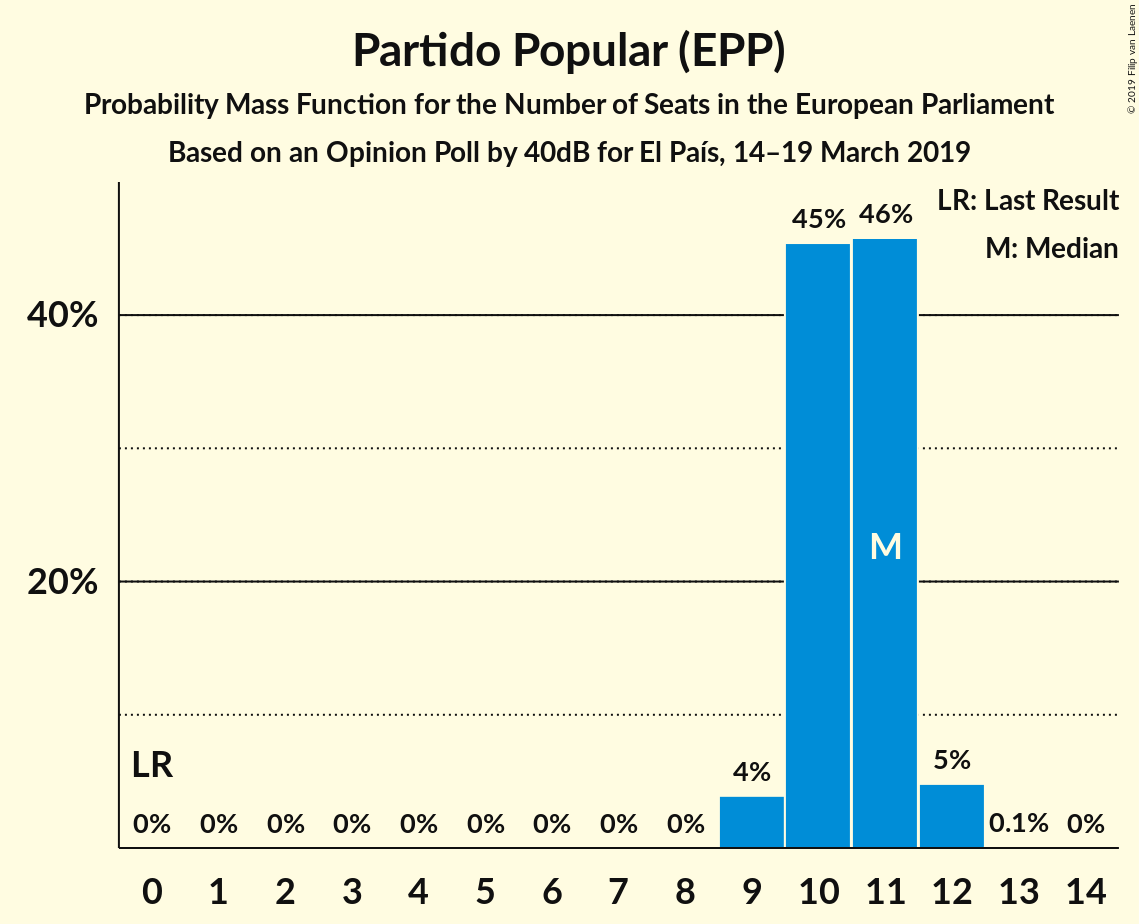 Partido Popular (EPP)
Probability Mass Function for the Number of Seats in the European Parliament
Based on an Opinion Poll by 40dB for El País, 14–19 March 2019
© 2019 Filip van Laenen
LR: Last Result
M: Median
45% 46%
40%
M
20%
LR
0% 0% 0% 0% 0% 0% 0% 0% 0% 4% 5% 0.1% 0%
0 1 2 3 4 5 6 7 8 9 10 11 12 13 14